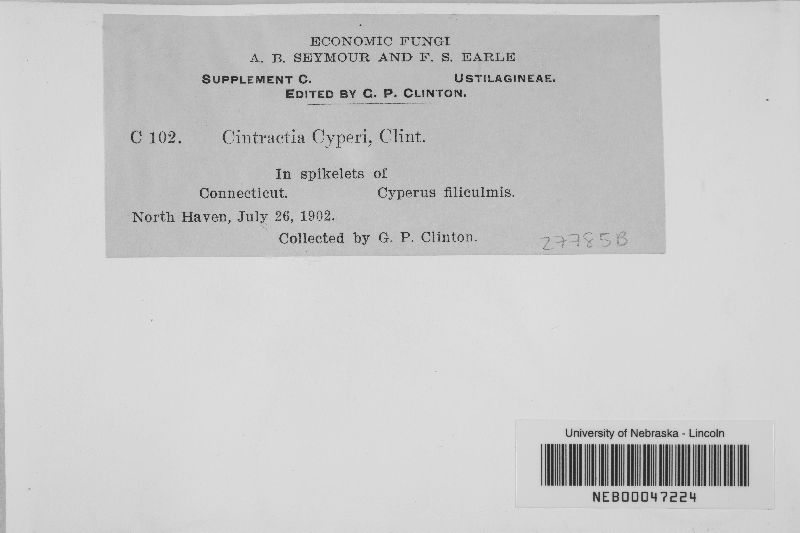 ECONOMIC FUNGI
A. B. SEYMOUR AND F. S. EARLE
SUPPLEMENT C. USTILAGINEAE.
EDITED BY G. P. CLINTON.
C 102. Cintractia Cyperi, Clint.
In spikelets of
Connecticut. Cyperus filiculmis.
North Haven, July 26, 1902.
Collected by G. P. Clinton.
27785B
University of Nebraska - Lincoln
NEB00047224